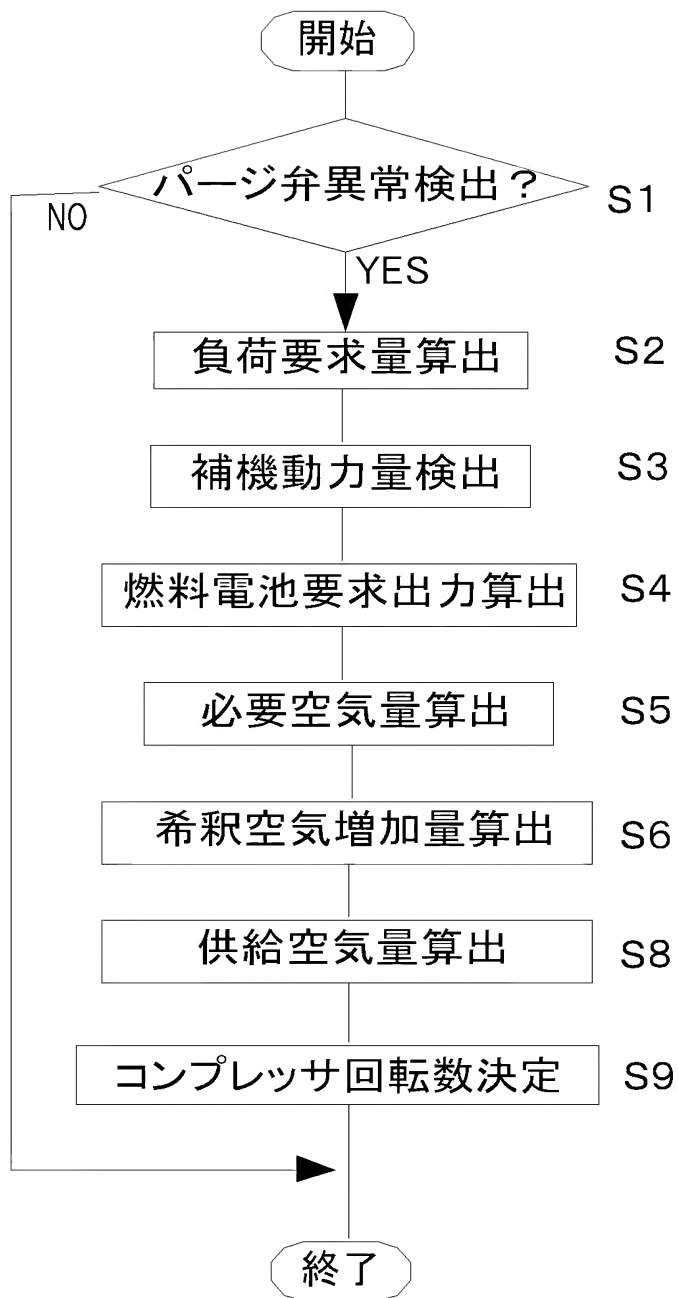 開始
パージ弁異常検出？
S1
NO
YES
負荷要求量算出
S2
補機動力量検出
S3
燃料電池要求出力算出
S4
必要空気量算出
S5
希釈空気増加量算出
S6
供給空気量算出
S8
コンプレッサ回転数決定
S9
終了